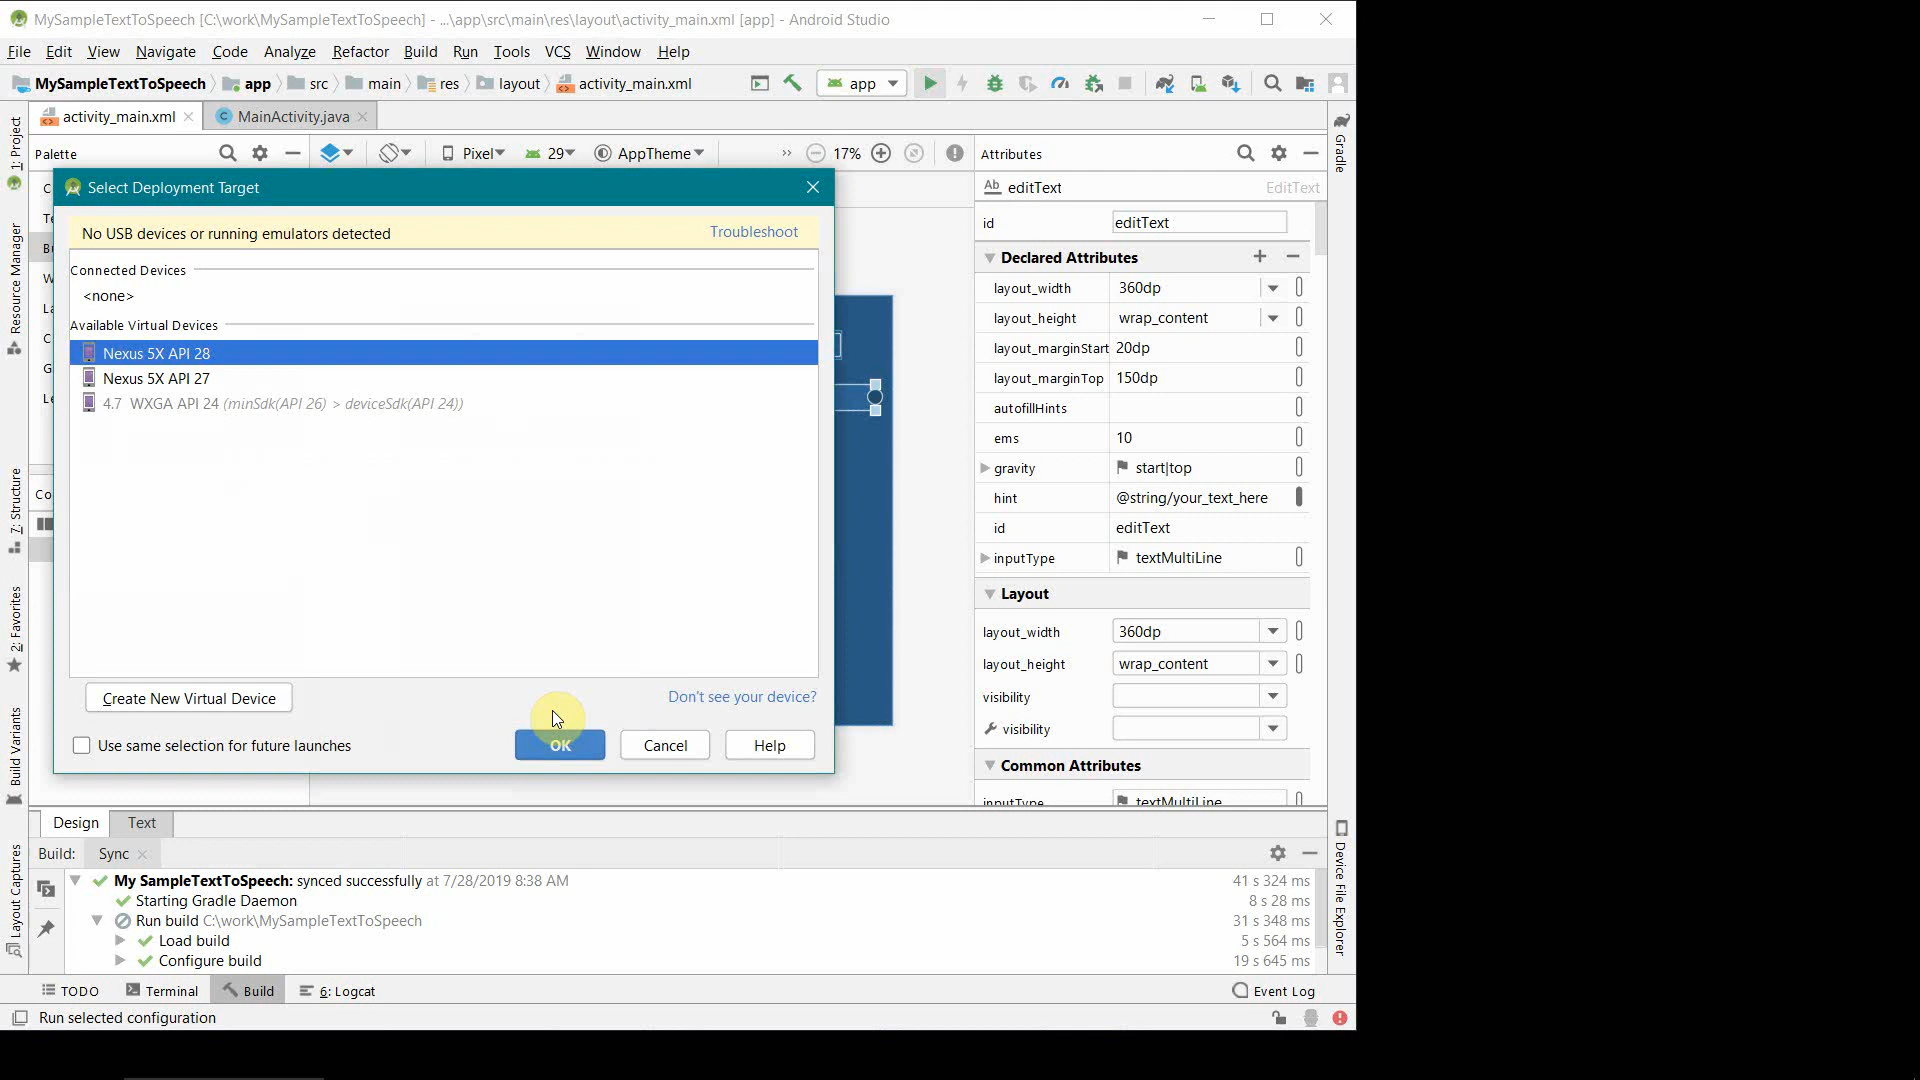 MySampleTextToSpeech [C:\work\MySampleTextToSpeech] - ...\app\src\main\res\layout\activity_main.xml [app] - Android Studio
File Edit View Navigate Code Analyze Refactor Build Run Tools VCS Window Help
MySampleTextToSpeech app src main res layout activity_main.xml app
activity_main.xml MainActivity.java
Palette Pixel 29 AppTheme 17% Attributes
Select Deployment Target
Ab editText EditText
No USB devices or running emulators detected Troubleshoot
id editText
Connected Devices
<none>
Available Virtual Devices
Nexus 5X API 28
Nexus 5X API 27
4.7 WXGA API 24 (minSdk(API 26) > deviceSdk(API 24))
Create New Virtual Device
Don't see your device?
Use same selection for future launches
OK Cancel Help
Declared Attributes
layout_width 360dp
layout_height wrap_content
layout_marginStart 20dp
layout_marginTop 150dp
autofillHints
ems 10
gravity start|top
hint @string/your_text_here
id editText
inputType textMultiLine
Layout
layout_width 360dp
layout_height wrap_content
visibility
visibility
Common Attributes
inputType textMultiLine
1: Project
Resource Manager
7: Structure
2: Favorites
Build Variants
Layout Captures
Gradle
Device File Explorer
Design Text
Build: Sync
My SampleTextToSpeech: synced successfully at 7/28/2019 8:38 AM 41 s 324 ms
Starting Gradle Daemon 8 s 28 ms
Run build C:\work\MySampleTextToSpeech 31 s 348 ms
Load build 5 s 564 ms
Configure build 19 s 645 ms
TODO Terminal Build 6: Logcat Event Log
Run selected configuration